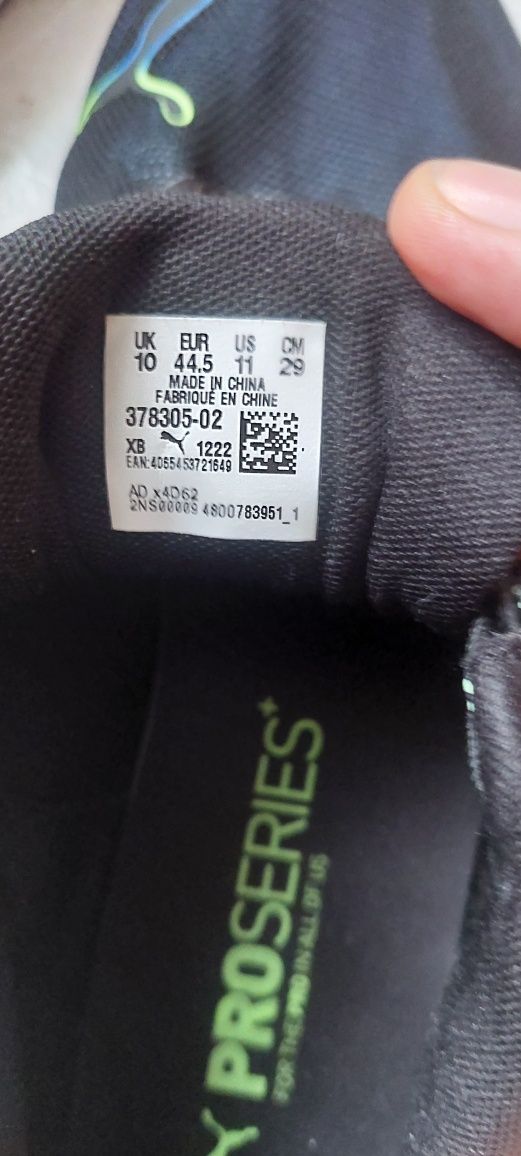 UK EUR US CM
10 44.5 11 29
MADE IN CHINA
FABRIQUÉ EN CHINE
378305-02
XB 1222
EAN:4065453721649
AD x4D62
2NS00009 4800783951_1
PROSERIES+
FOR THE PRO IN ALL OF US